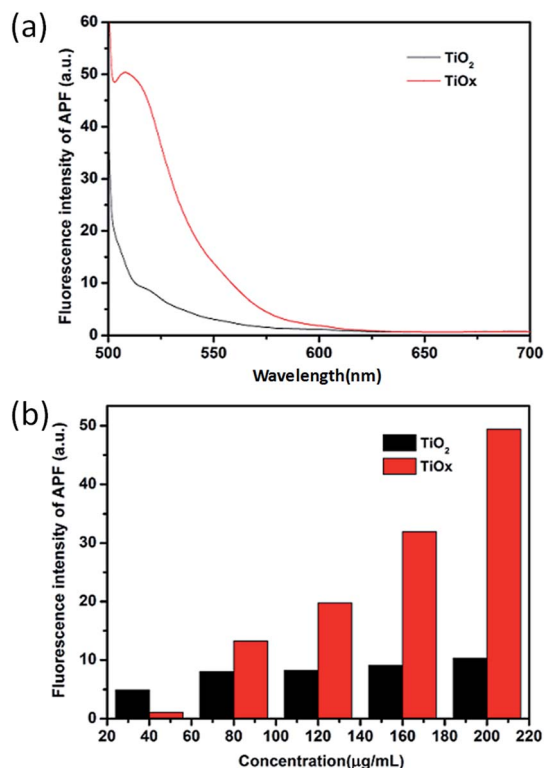 (a)
Fluorescence intensity of APF (a.u.)
60
50
40
30
20
10
0
TiO₂
TiOx
500 550 600 650 700
Wavelength(nm)
(b)
Fluorescence intensity of APF (a.u.)
50
40
30
20
10
0
TiO₂
TiOx
20 40 60 80 100 120 140 160 180 200 220
Concentration(µg/mL)